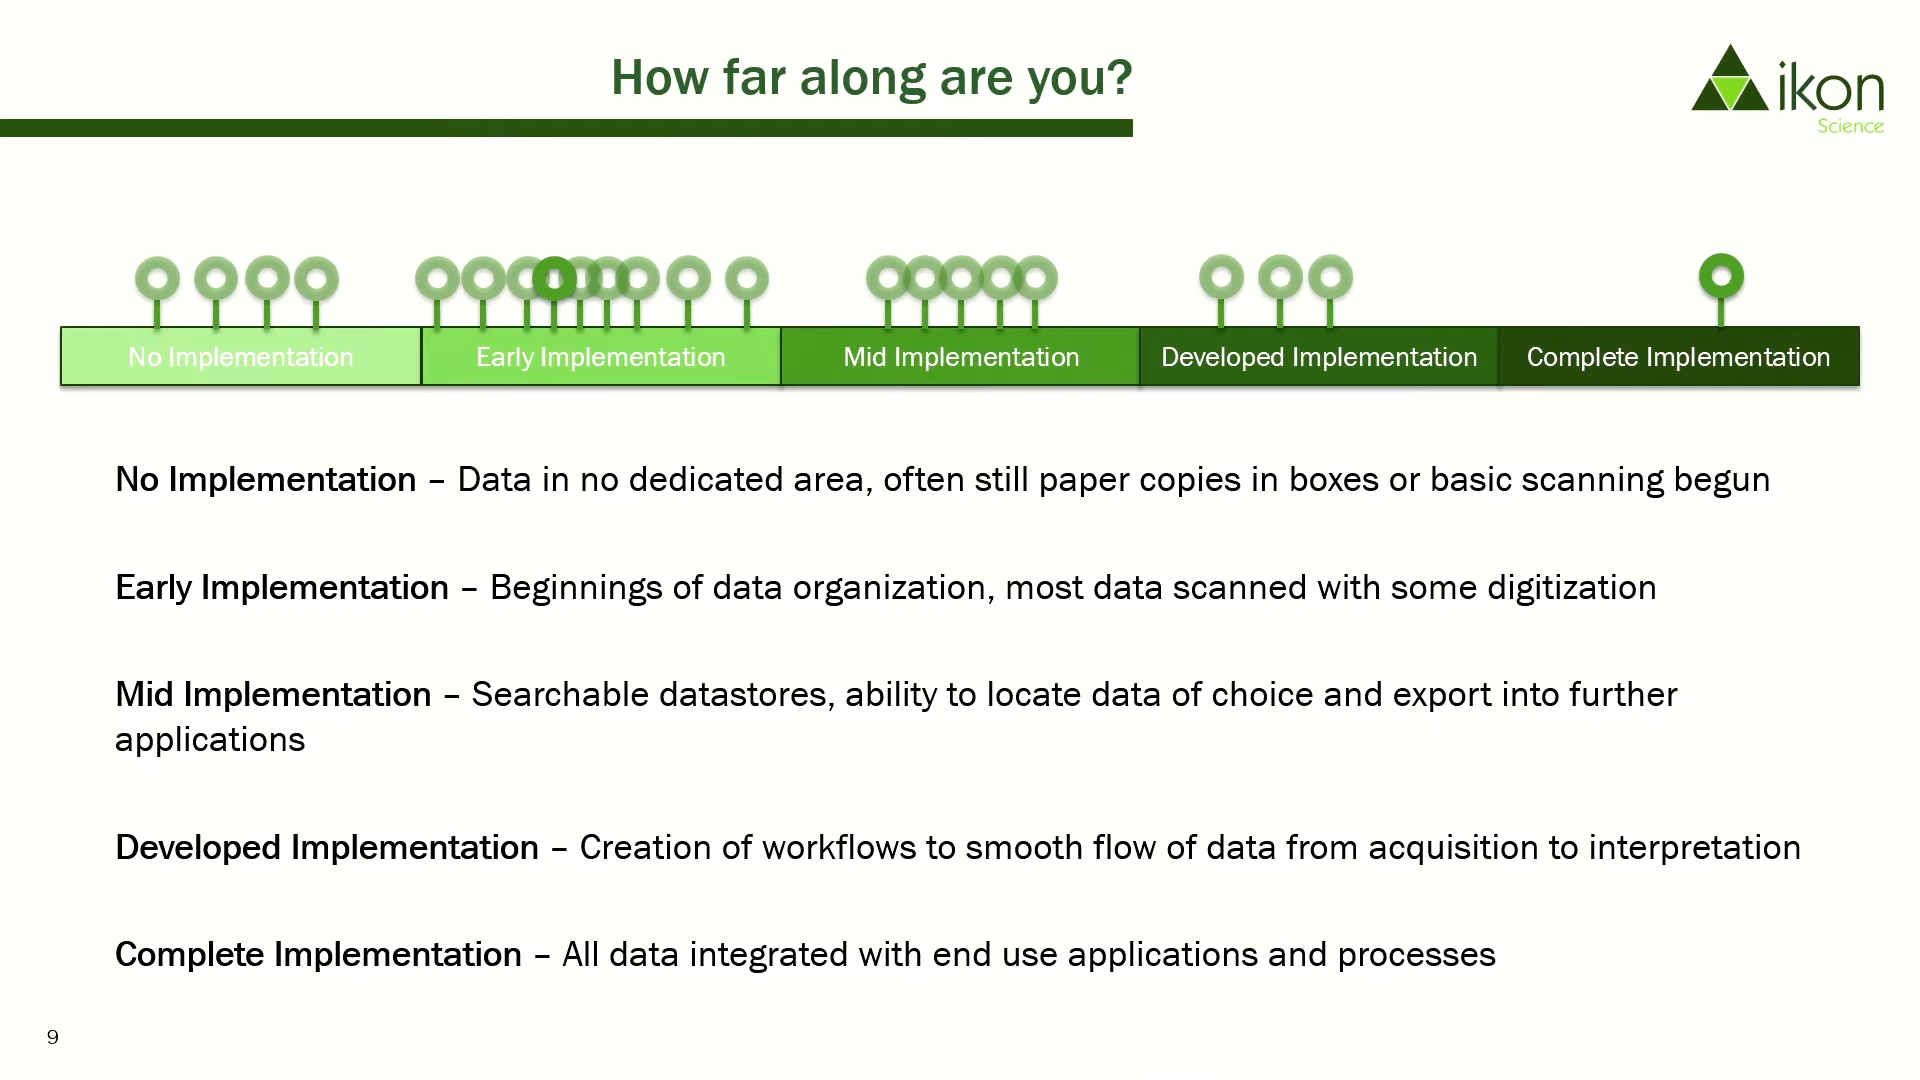 How far along are you?
ikon
Science
No Implementation
Early Implementation
Mid Implementation
Developed Implementation
Complete Implementation
No Implementation – Data in no dedicated area, often still paper copies in boxes or basic scanning begun
Early Implementation – Beginnings of data organization, most data scanned with some digitization
Mid Implementation – Searchable datastores, ability to locate data of choice and export into further
applications
Developed Implementation – Creation of workflows to smooth flow of data from acquisition to interpretation
Complete Implementation – All data integrated with end use applications and processes
9